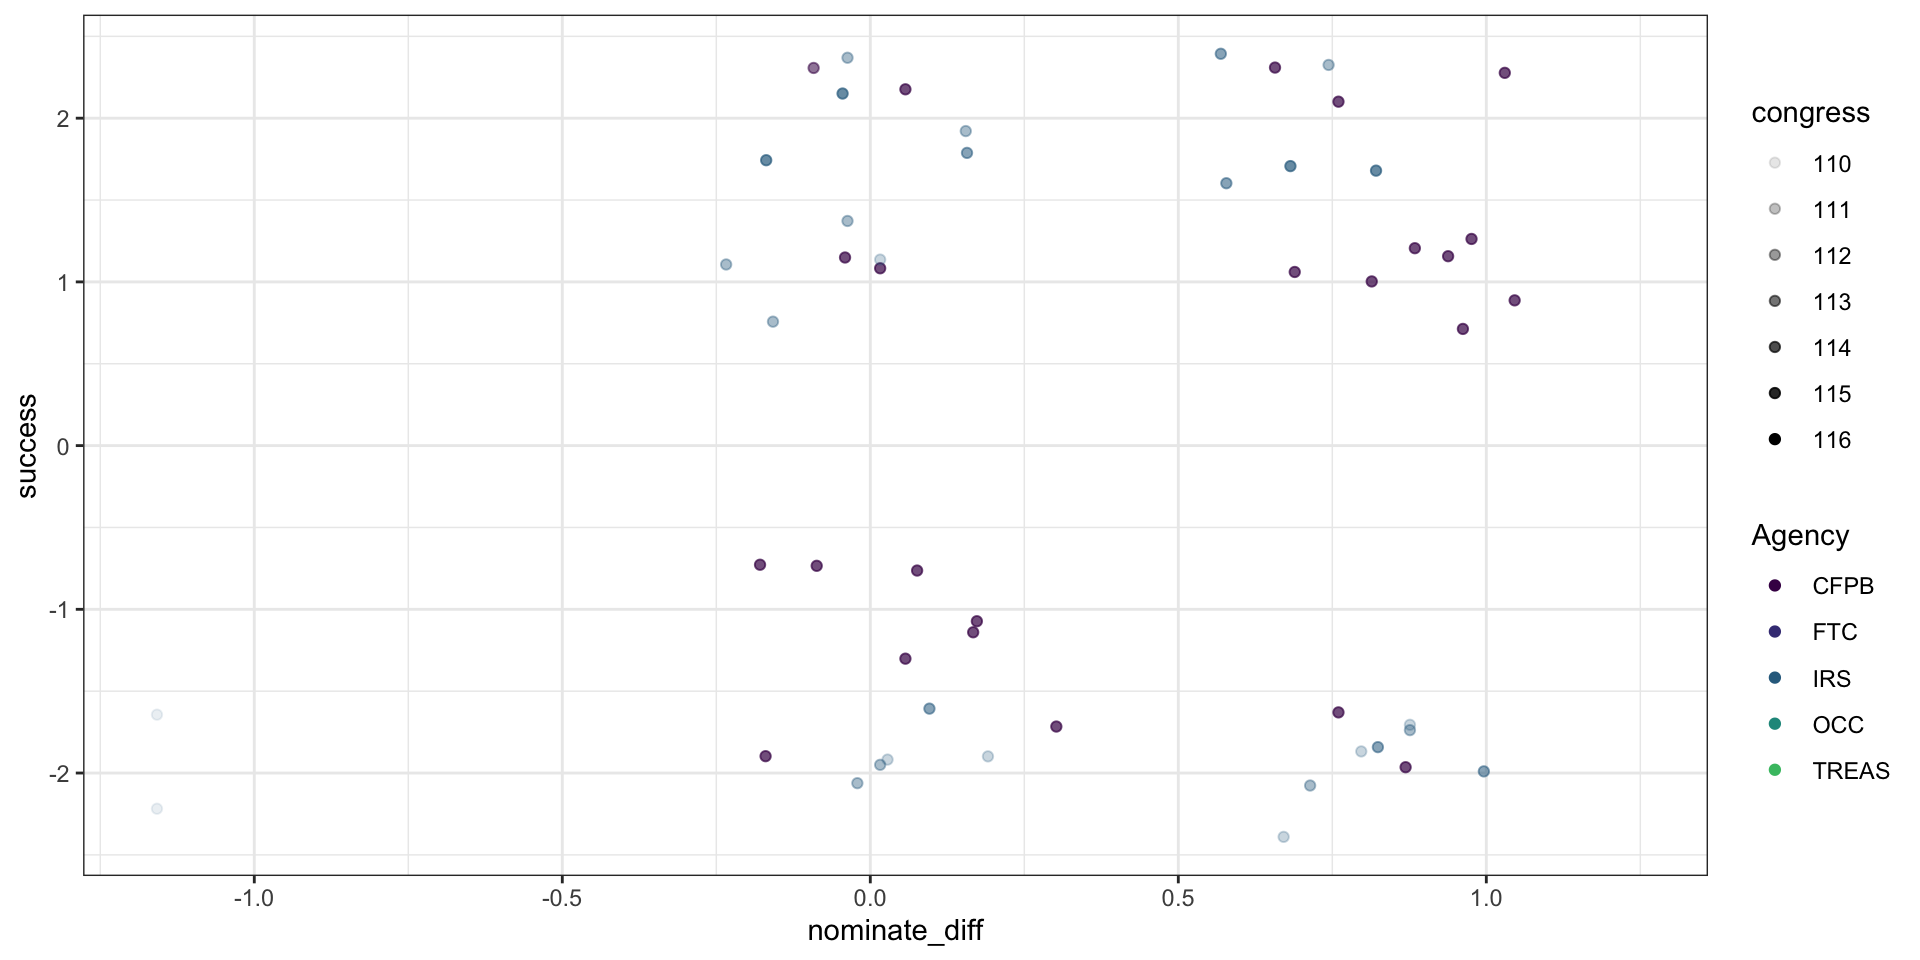 congress
110
111
112
113
114
115
116
Agency
CFPB
FTC
IRS
OCC
TREAS
success
2
1
0
-1
-2
-1.0 -0.5 0.0 0.5 1.0
nominate_diff